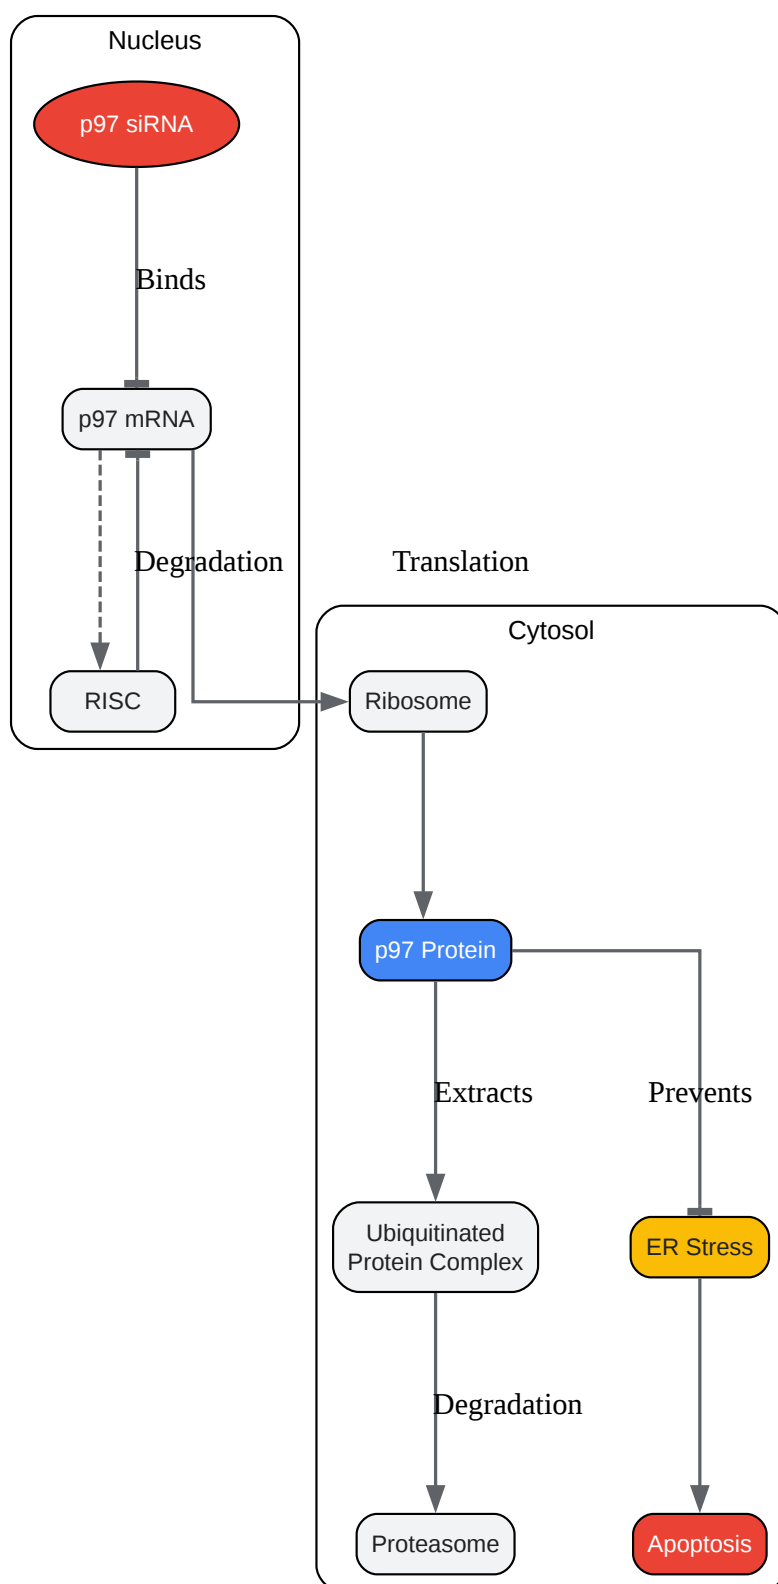 Nucleus
p97 siRNA
Binds
p97 mRNA
Degradation
Translation
Cytosol
RISC
Ribosome
p97 Protein
Extracts
Prevents
Ubiquitinated
Protein Complex
ER Stress
Degradation
Proteasome
Apoptosis